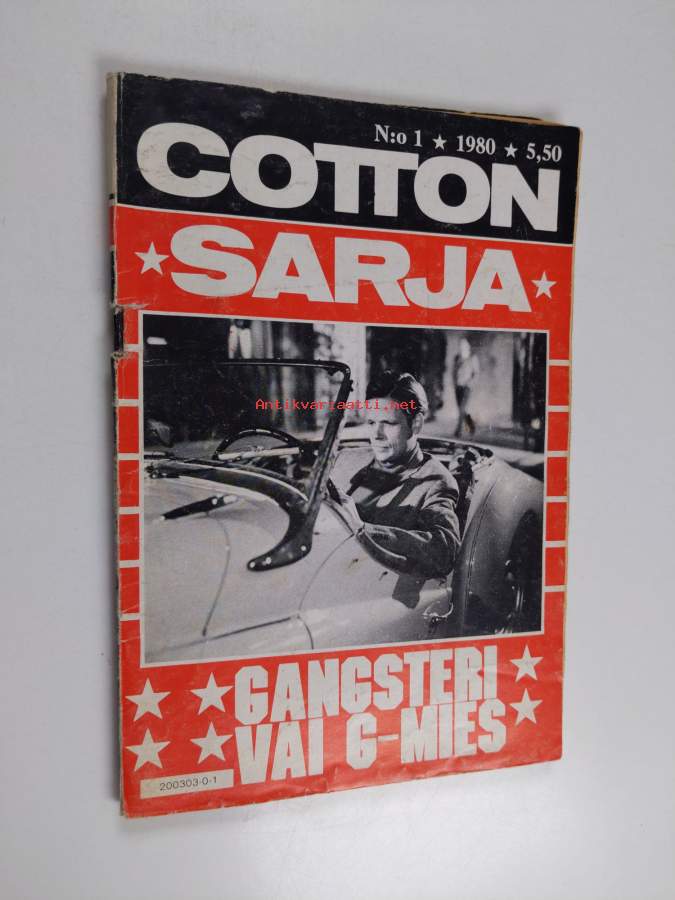 N:o 1 ★ 1980 ★ 5,50
COTTON
★ SARJA ★
Antikvariaatti.net
GANGSTERI
VAI G-MIES
200303-0-1